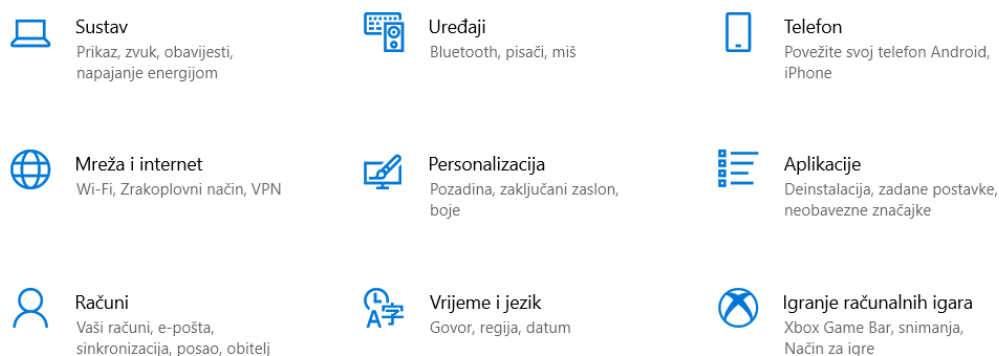 Sustav
Prikaz, zvuk, obavijesti,
napajanje energijom
Uređaji
Bluetooth, pisači, miš
Telefon
Povežite svoj telefon Android,
iPhone
Mreža i internet
Wi-Fi, Zrakoplovni način, VPN
Personalizacija
Pozadina, zaključani zaslon,
boje
Aplikacije
Deinstalacija, zadane postavke,
neobavezne značajke
Računi
Vaši računi, e-pošta,
sinkronizacija, posao, obitelj
Vrijeme i jezik
Govor, regija, datum
Igranje računalnih igara
Xbox Game Bar, snimanja,
Način za igre